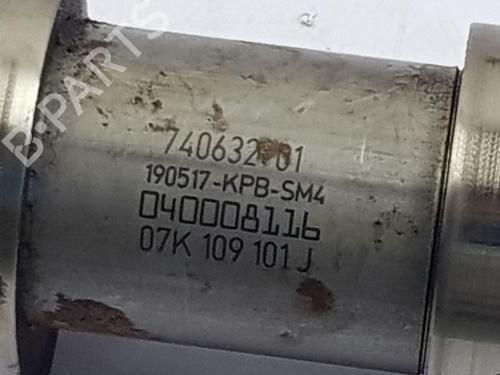 B-PARTS
740632-01
190517-KPB-SM4
040008116
07K 109 101 J